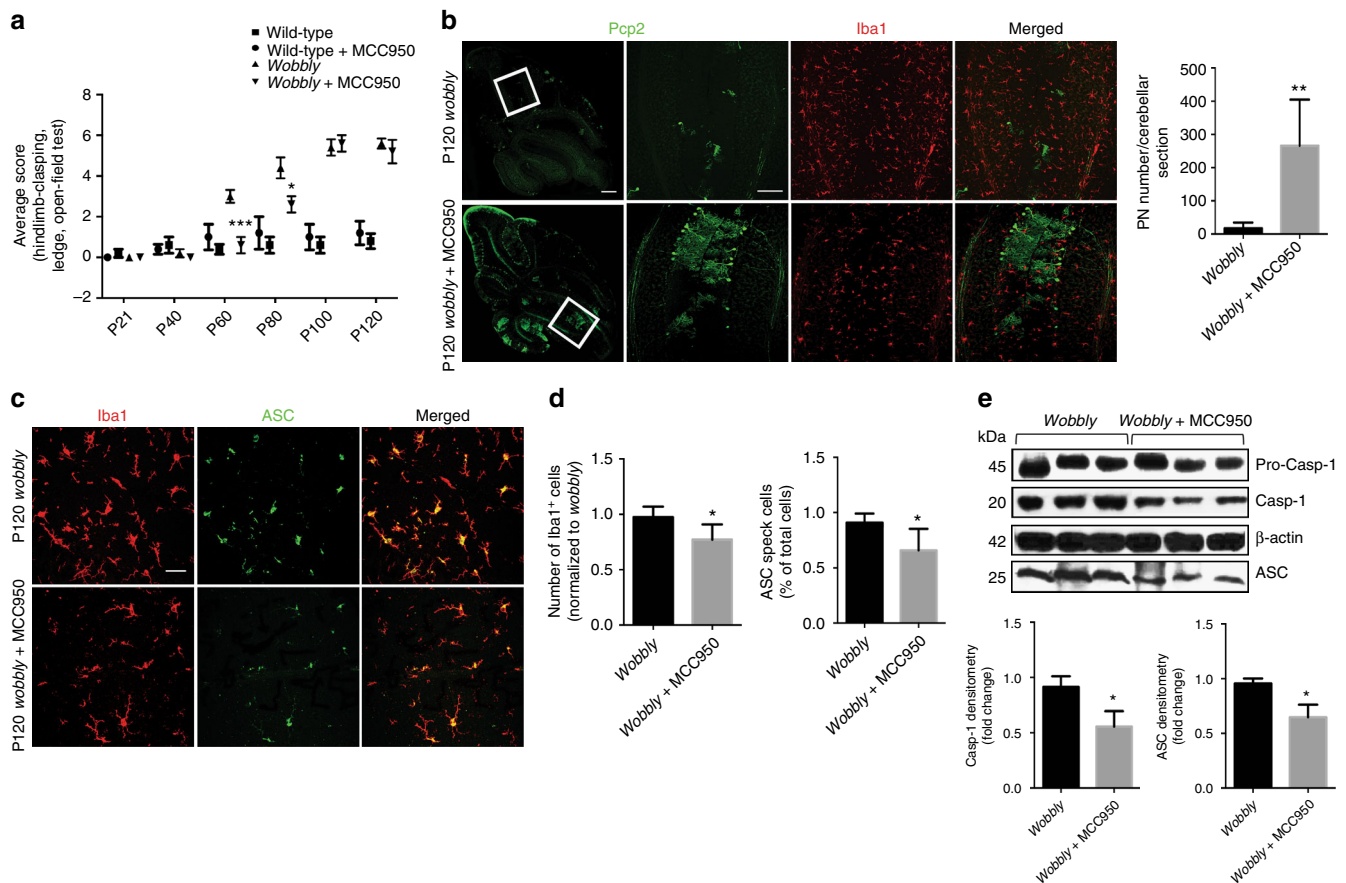 a
Wild-type
Wild-type + MCC950
Wobbly
Wobbly + MCC950
Average score
(hindlimb-clasping,
ledge, open-field test)
8
6
4
2
0
−2
***
*
P21
P40
P60
P80
P100
P120
b
Pcp2
Iba1
Merged
P120 wobbly
P120 wobbly + MCC950
PN number/cerebellar
section
500
400
300
200
100
0
**
Wobbly
Wobbly + MCC950
c
Iba1
ASC
Merged
P120 wobbly
P120 wobbly + MCC950
d
Number of Iba1+ cells
(normalized to wobbly)
1.5
1.0
0.5
0.0
*
Wobbly
Wobbly + MCC950
ASC speck cells
(% of total cells)
1.5
1.0
0.5
0.0
*
Wobbly
Wobbly + MCC950
e
Wobbly
Wobbly + MCC950
kDa
45
Pro-Casp-1
20
Casp-1
42
β-actin
25
ASC
Casp-1 densitometry
(fold change)
1.5
1.0
0.5
0.0
*
Wobbly
Wobbly + MCC950
ASC densitometry
(fold change)
1.5
1.0
0.5
0.0
*
Wobbly
Wobbly + MCC950